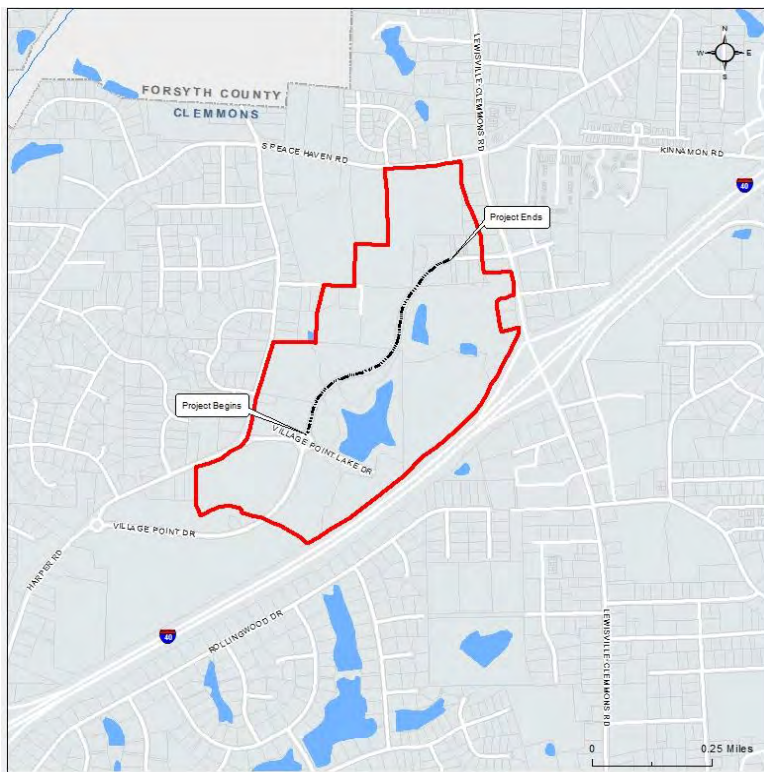 N
W E
S
LEWISVILLE-CLEMMONS RD
FORSYTH COUNTY
CLEMMONS
S PEACE HAVEN RD
KINNAMON RD
40
Project Ends
Project Begins
VILLAGE POINT LAKE DR
VILLAGE POINT DR
HARPER RD
40
ROLLINGWOOD DR
LEWISVILLE-CLEMMONS RD
0 0.25 Miles